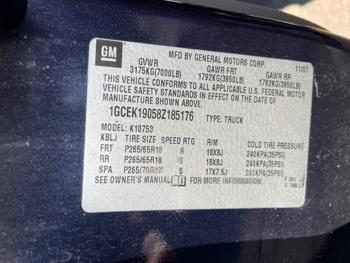 GM
MFD BY GENERAL MOTORS CORP. 11/07
GVWR GAWR FRT GAWR RR
3175KG(7000LB) 1792KG(3950LB) 1792KG(3950LB)
THIS VEHICLE CONFORMS TO ALL APPLICABLE U.S. FEDERAL MOTOR
VEHICLE SAFETY STANDARDS IN EFFECT ON THE DATE OF
MANUFACTURE SHOWN ABOVE.
1GCEK19058Z185176 TYPE: TRUCK
MODEL: K10753
KBLJ TIRE SIZE SPEED RTG RIM COLD TIRE PRESSURE
FRT P265/65R18 S 18X8J 240KPA(35PSI)
RR P265/65R18 S 18X8J 240KPA(35PSI)
SPA P265/70R17 S 17X7.5J 240KPA(35PSI)
SEE OWNER'S MANUAL FOR MORE INFORMATION.